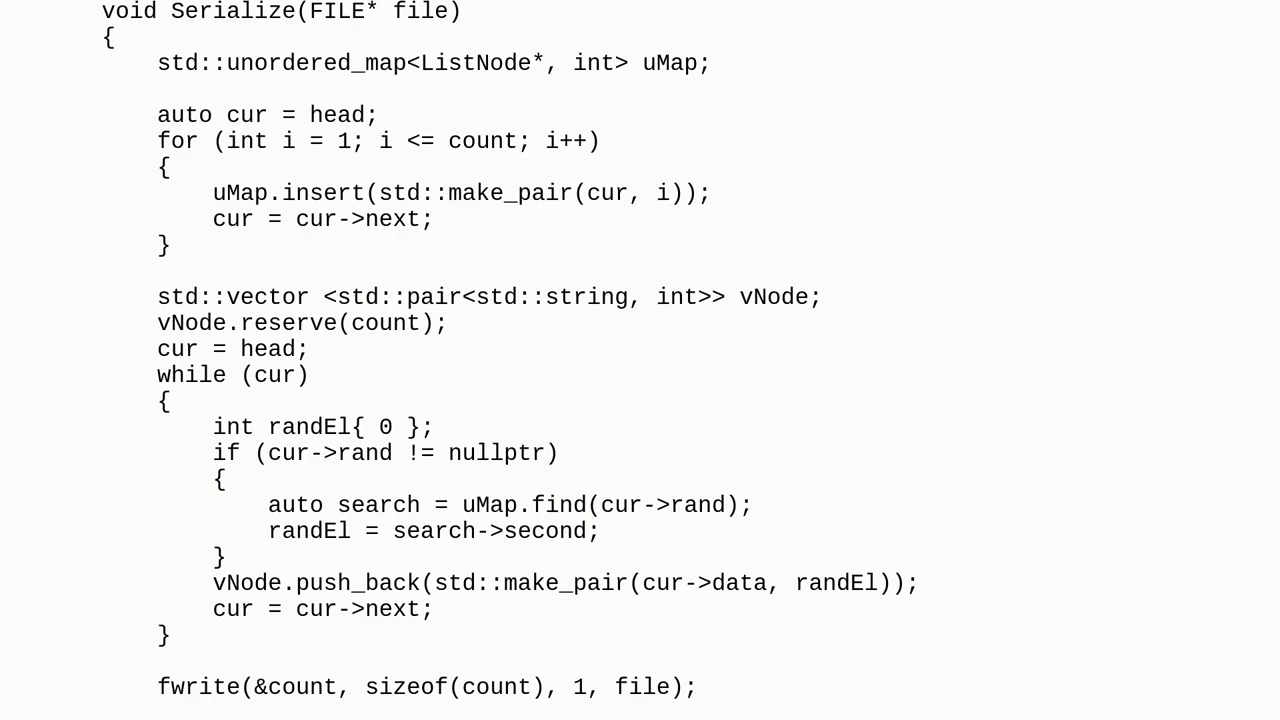 void Serialize(FILE* file)
{
    std::unordered_map<ListNode*, int> uMap;

    auto cur = head;
    for (int i = 1; i <= count; i++)
    {
        uMap.insert(std::make_pair(cur, i));
        cur = cur->next;
    }

    std::vector <std::pair<std::string, int>> vNode;
    vNode.reserve(count);
    cur = head;
    while (cur)
    {
        int randEl{ 0 };
        if (cur->rand != nullptr)
        {
            auto search = uMap.find(cur->rand);
            randEl = search->second;
        }
        vNode.push_back(std::make_pair(cur->data, randEl));
        cur = cur->next;
    }

    fwrite(&count, sizeof(count), 1, file);